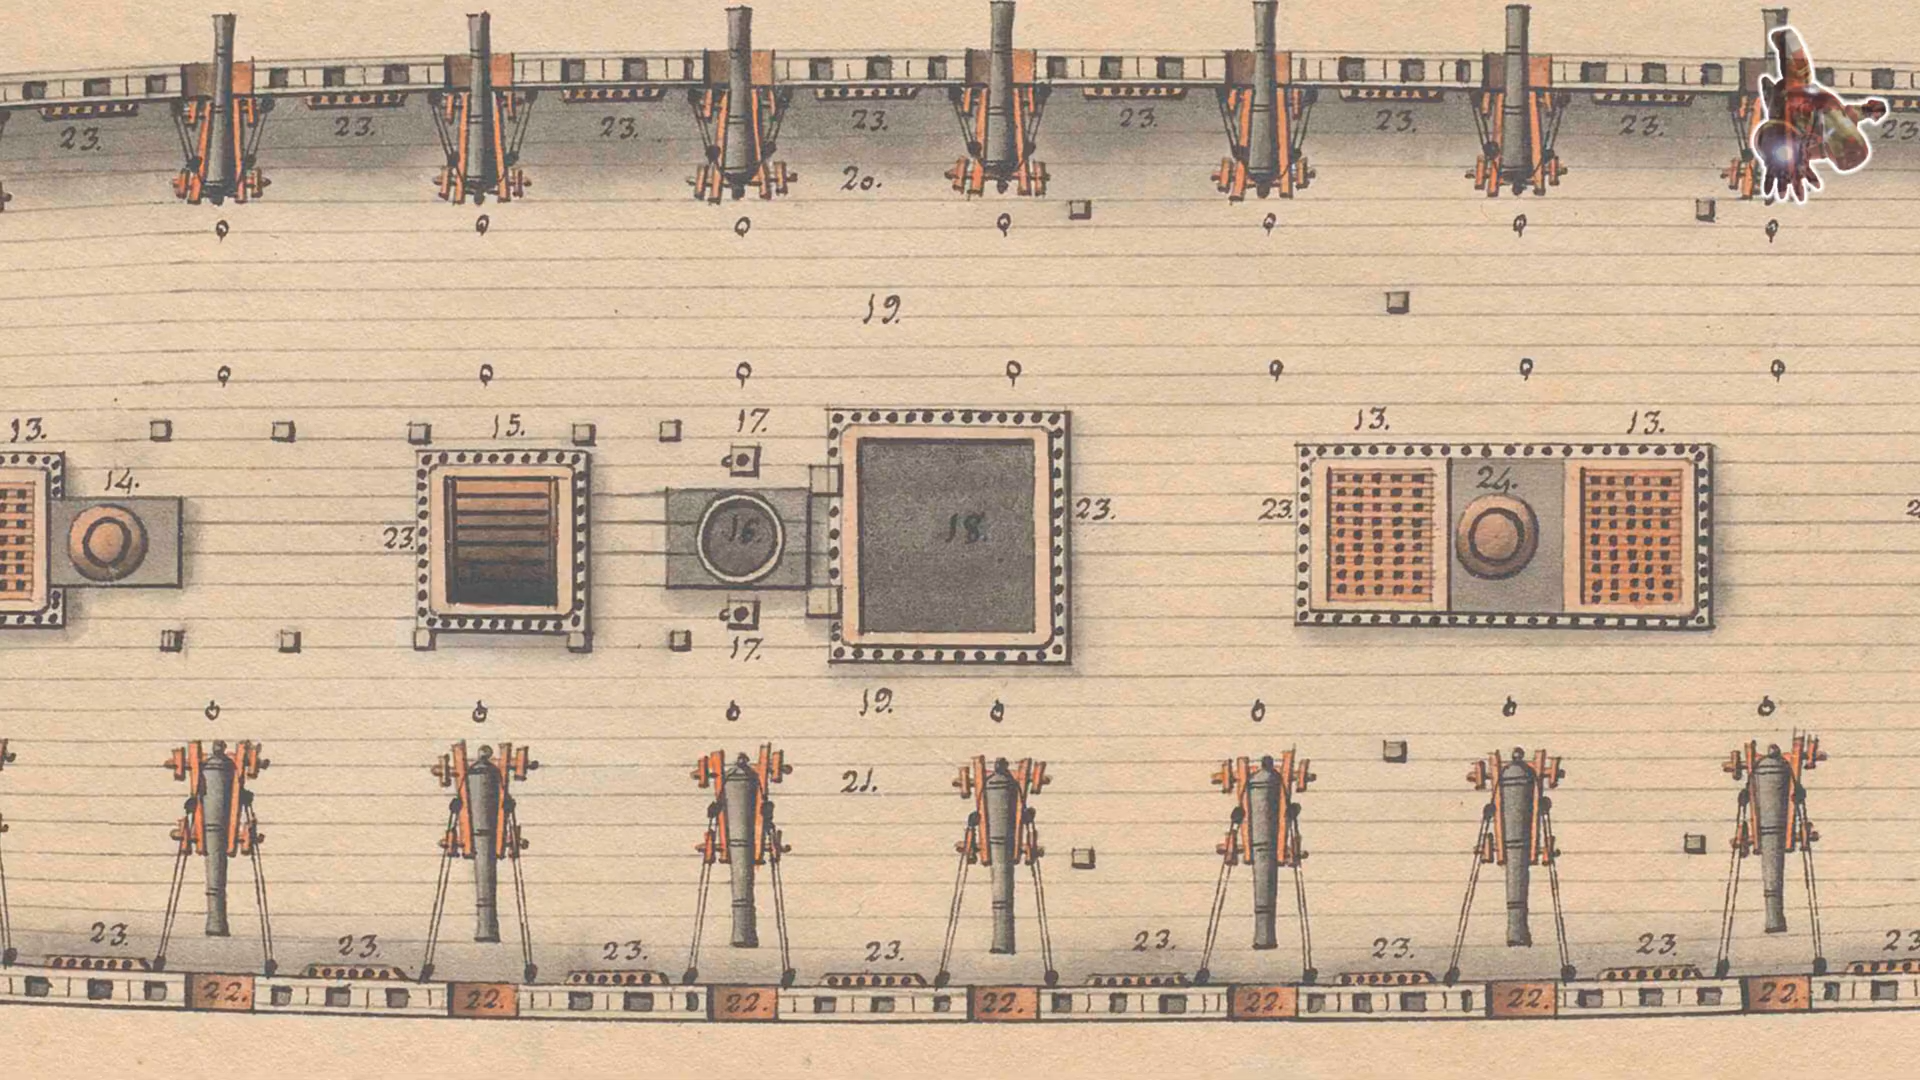 23. 23. 23. 23. 23. 23. 23. 23
20.
19.
13. 15. 17. 13. 13.
14. 24.
23. 16. 18. 23. 23. 2
17.
19.
21.
23. 23. 23. 23. 23. 23. 23. 23
22. 22. 22. 22. 22. 22. 22.